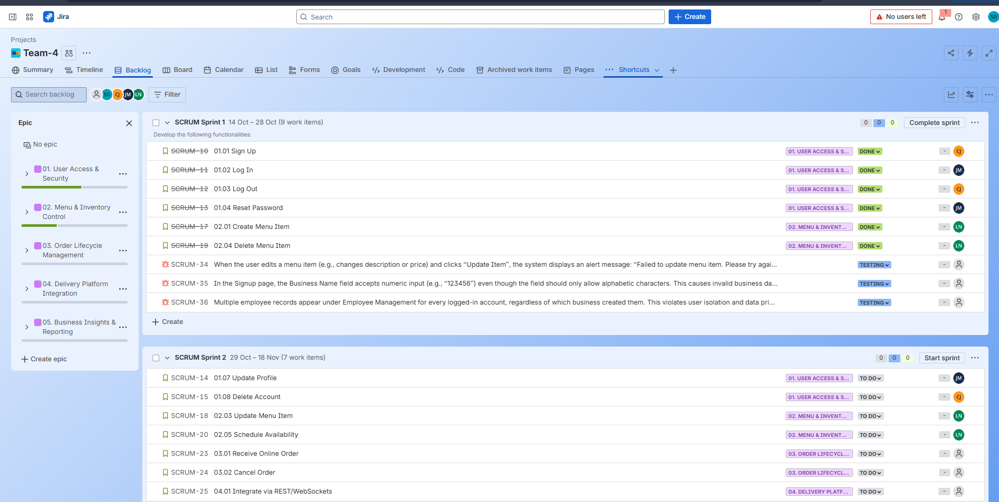 Jira
Search
Create
No users left
1
SD
Projects
Team-4
Summary
Timeline
Backlog
Board
Calendar
List
Forms
Goals
Development
Code
Archived work items
Pages
Shortcuts
Search backlog
SD
CJ
JM
LN
Filter
Epic
No epic
01. User Access &
Security
02. Menu & Inventory
Control
03. Order Lifecycle
Management
04. Delivery Platform
Integration
05. Business Insights &
Reporting
Create epic
SCRUM Sprint 1 14 Oct – 28 Oct (9 work items) 0 0 0 Complete sprint
Develop the following functionalities
SCRUM-10 01.01 Sign Up 01. USER ACCESS & S... DONE - CJ
SCRUM-11 01.02 Log In 01. USER ACCESS & S... DONE - JM
SCRUM-12 01.03 Log Out 01. USER ACCESS & S... DONE - CJ
SCRUM-13 01.04 Reset Password 01. USER ACCESS & S... DONE - JM
SCRUM-17 02.01 Create Menu Item 02. MENU & INVENT... DONE - LN
SCRUM-19 02.04 Delete Menu Item 02. MENU & INVENT... DONE - LN
SCRUM-34 When the user edits a menu item (e.g., changes description or price) and clicks “Update Item”, the system displays an alert message: “Failed to update menu item. Please try agai... TESTING -
SCRUM-35 In the Signup page, the Business Name field accepts numeric input (e.g., “123456”) even though the field should only allow alphabetic characters. This causes invalid business da... TESTING -
SCRUM-36 Multiple employee records appear under Employee Management for every logged-in account, regardless of which business created them. This violates user isolation and data pri... TESTING -
Create
SCRUM Sprint 2 29 Oct – 18 Nov (7 work items) 0 0 0 Start sprint
SCRUM-14 01.07 Update Profile 01. USER ACCESS & S... TO DO - JM
SCRUM-15 01.08 Delete Account 01. USER ACCESS & S... TO DO - CJ
SCRUM-18 02.03 Update Menu Item 02. MENU & INVENT... TO DO - LN
SCRUM-20 02.05 Schedule Availability 02. MENU & INVENT... TO DO - LN
SCRUM-23 03.01 Receive Online Order 03. ORDER LIFECYCL... TO DO -
SCRUM-24 03.02 Cancel Order 03. ORDER LIFECYCL... TO DO -
SCRUM-25 04.01 Integrate via REST/WebSockets 04. DELIVERY PLATF... TO DO -